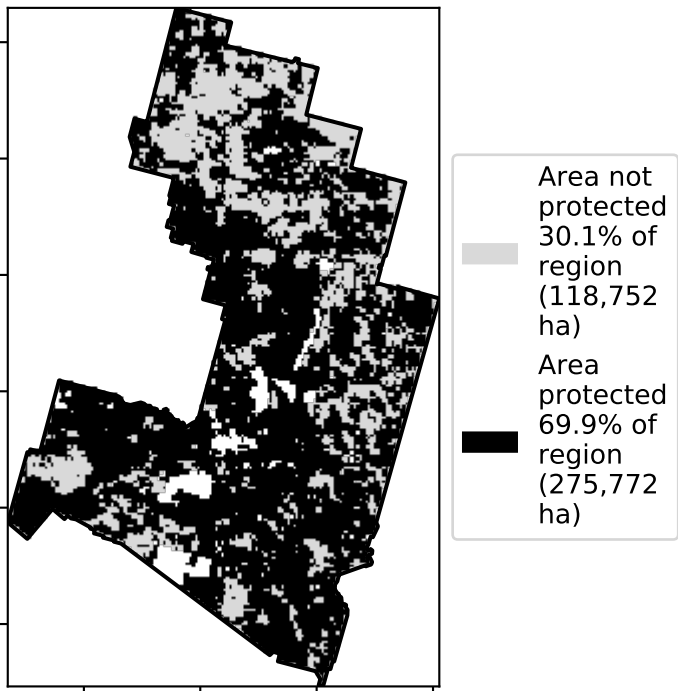 Area not
protected
30.1% of
region
(118,752
ha)
Area
protected
69.9% of
region
(275,772
ha)